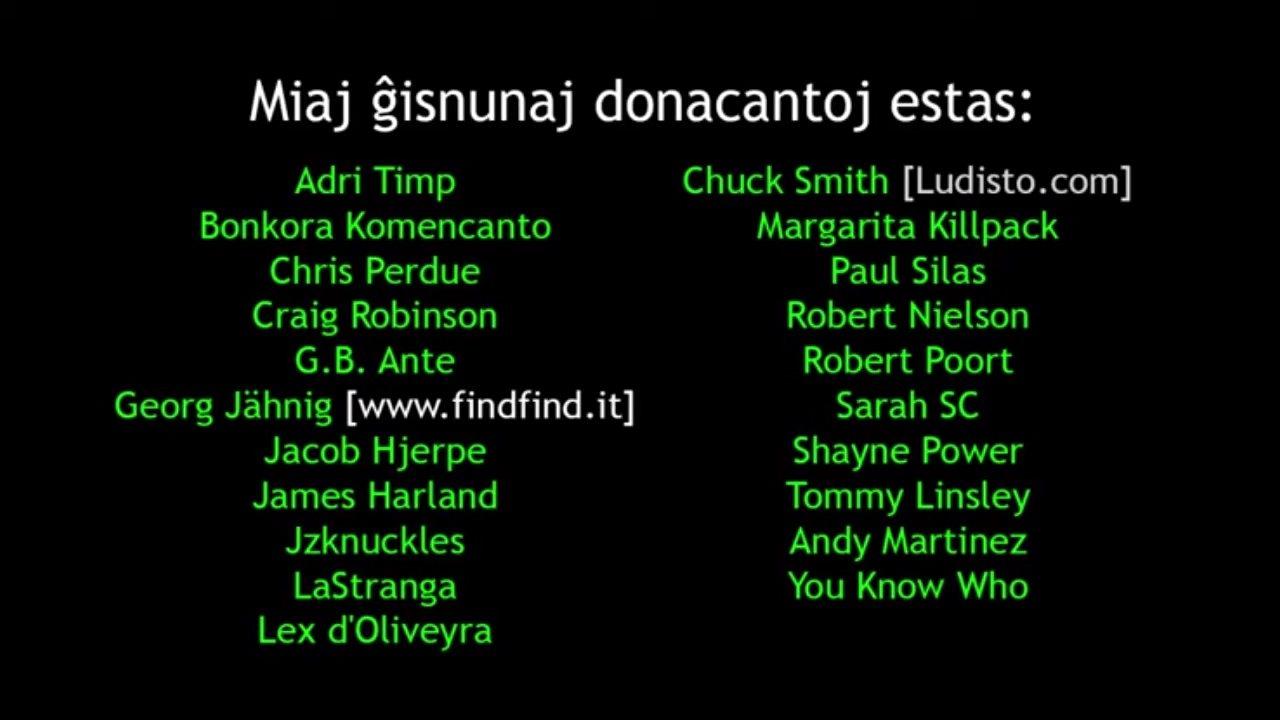 Miaj ĝisnunaj donacantoj estas:
Adri Timp
Bonkora Komencanto
Chris Perdue
Craig Robinson
G.B. Ante
Georg Jähnig [www.findfind.it]
Jacob Hjerpe
James Harland
Jzknuckles
LaStranga
Lex d'Oliveyra
Chuck Smith [Ludisto.com]
Margarita Killpack
Paul Silas
Robert Nielson
Robert Poort
Sarah SC
Shayne Power
Tommy Linsley
Andy Martinez
You Know Who